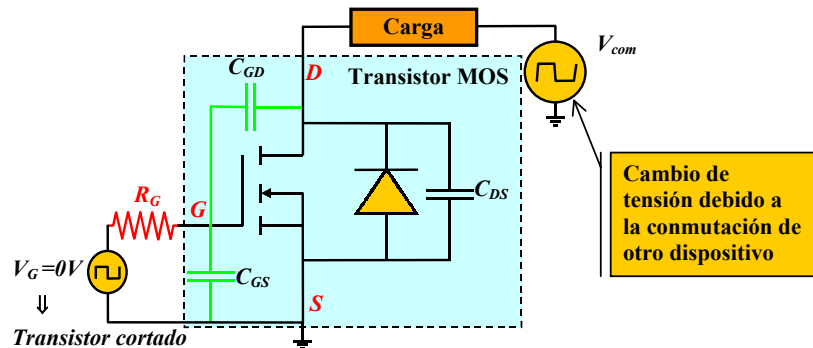 Carga
V_com
C_GD
D
Transistor MOS
R_G
G
C_DS
Cambio de
tensión debido a
la conmutación de
otro dispositivo
V_G=0V
⇓
C_GS
S
Transistor cortado